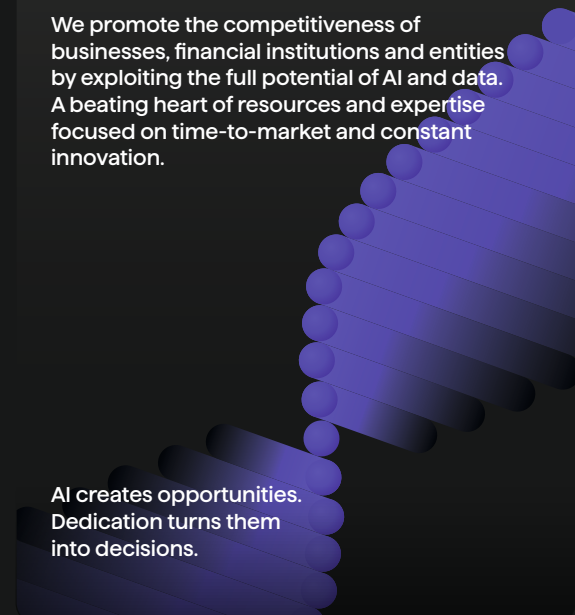 We promote the competitiveness of
businesses, financial institutions and entities
by exploiting the full potential of AI and data.
A beating heart of resources and expertise
focused on time-to-market and constant
innovation.
AI creates opportunities.
Dedication turns them
into decisions.